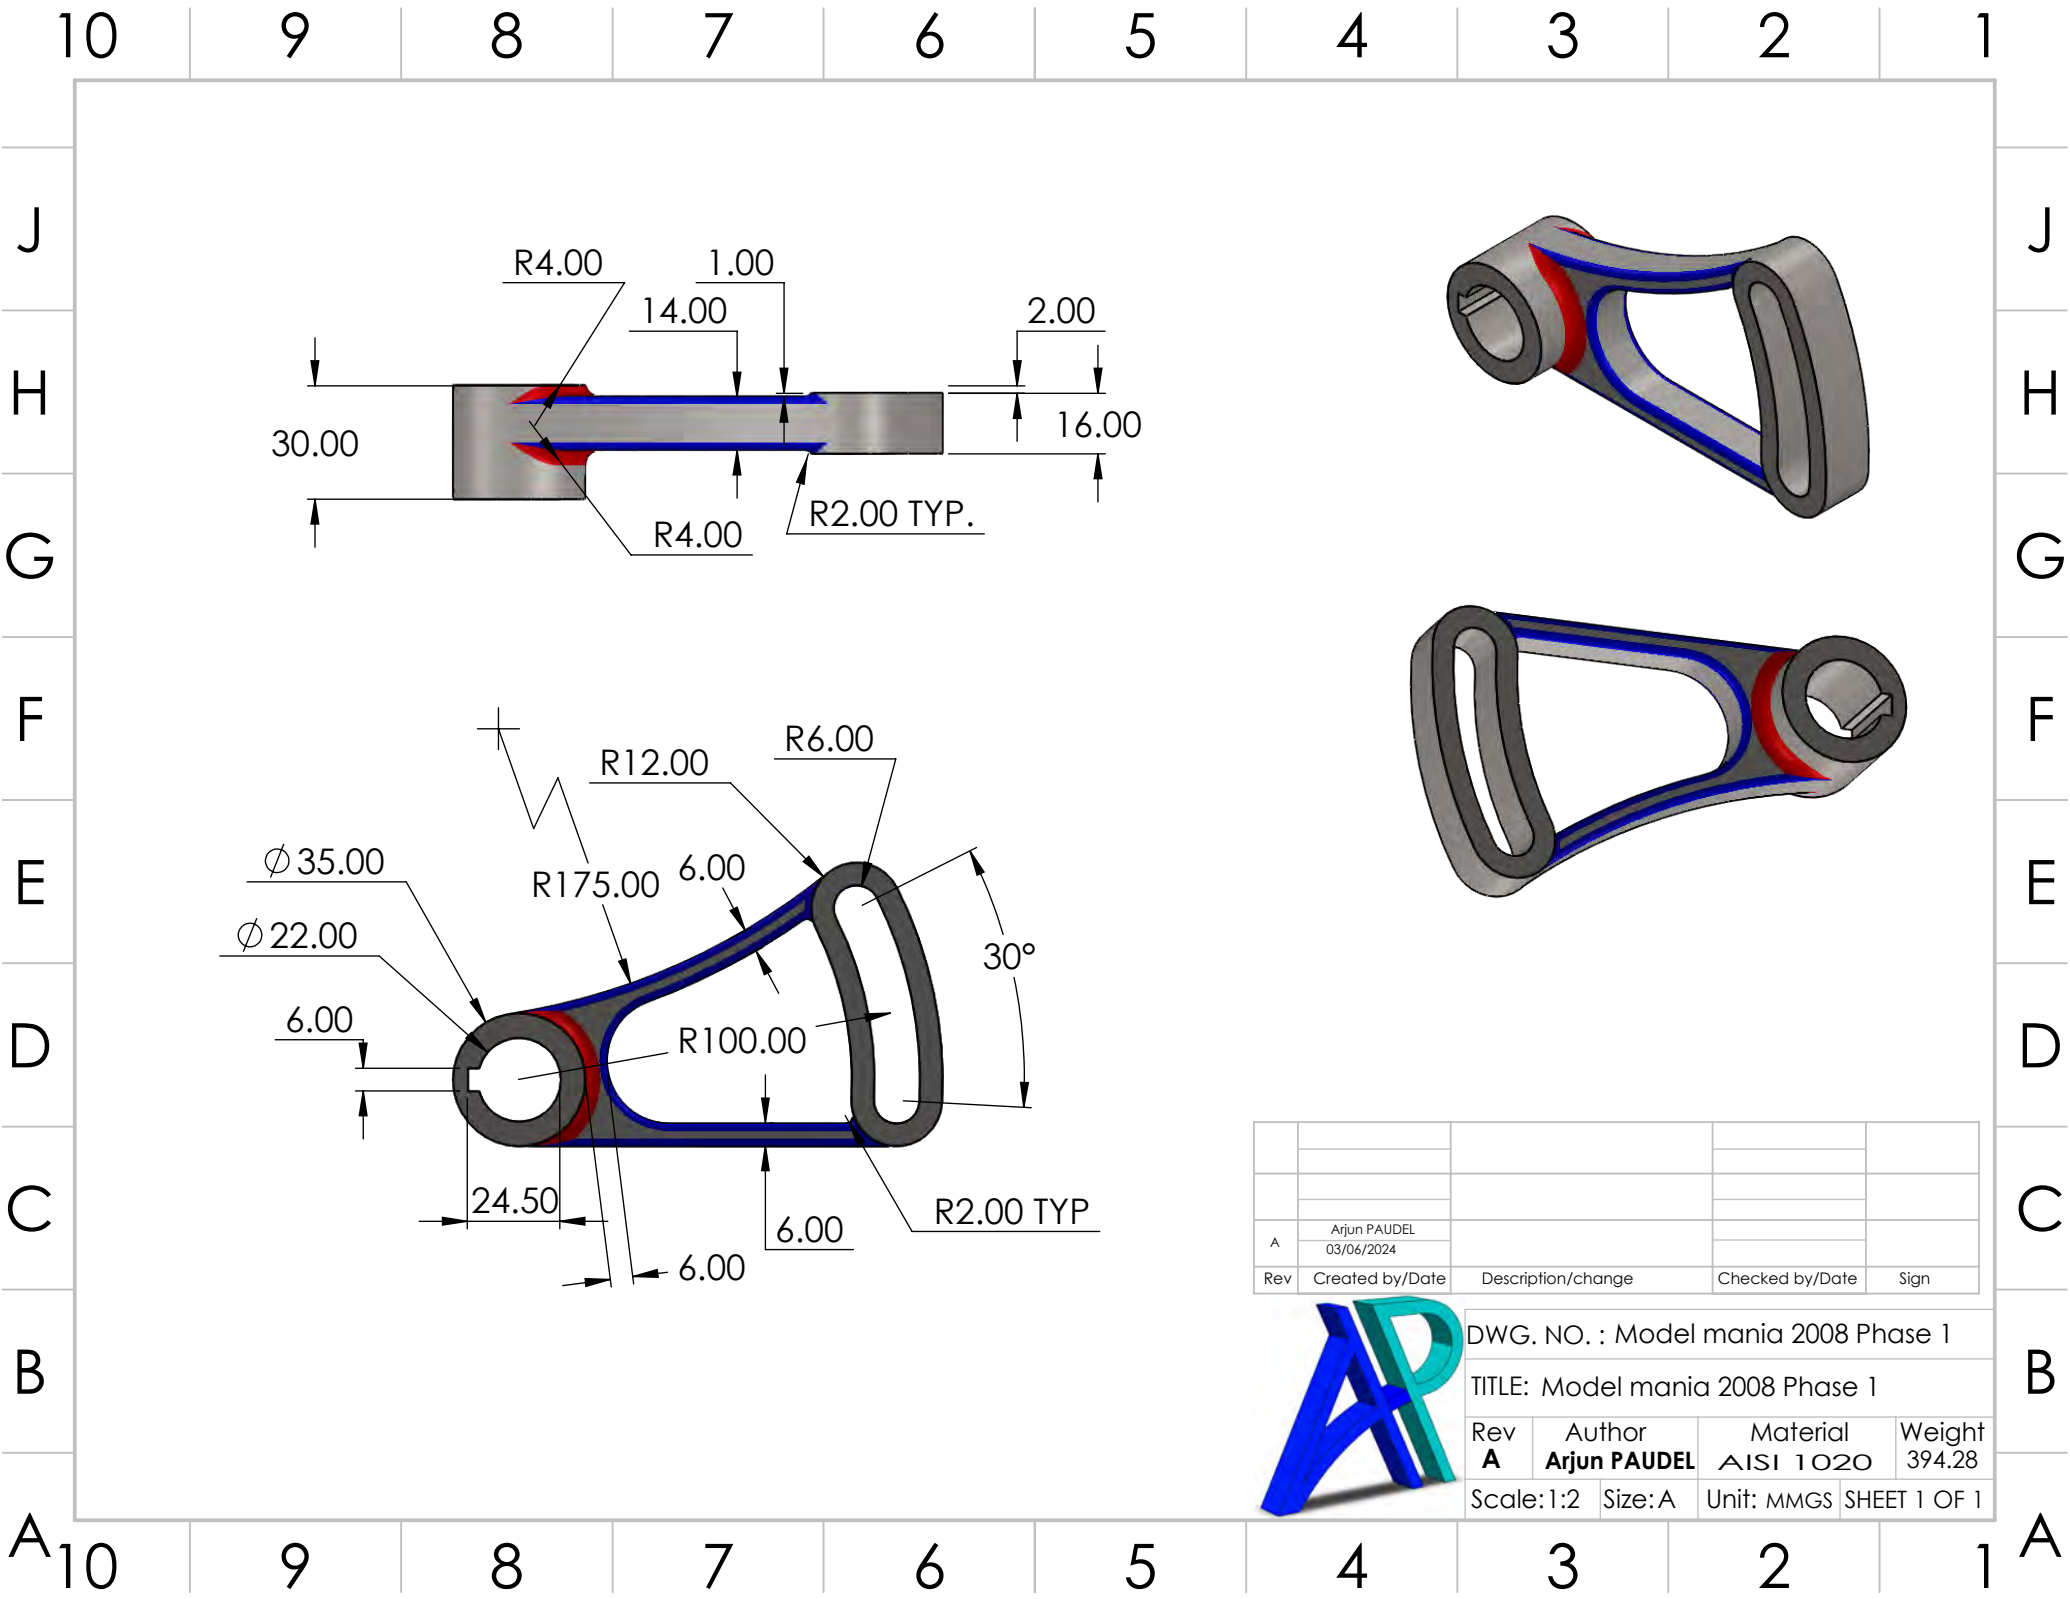 10 9 8 7 6 5 4 3 2 1
J J
H H
G G
F F
E E
D D
C C
B B
A A
R4.00
1.00
14.00
2.00
30.00
16.00
R2.00 TYP.
R4.00
R12.00
R6.00
⌀35.00
R175.00
6.00
⌀22.00
30°
6.00
R100.00
24.50
R2.00 TYP
6.00
6.00
Arjun PAUDEL
A
03/06/2024
Rev Created by/Date Description/change Checked by/Date Sign
AP
DWG. NO. : Model mania 2008 Phase 1
TITLE: Model mania 2008 Phase 1
Rev Author Material Weight
A Arjun PAUDEL AISI 1020 394.28
Scale:1:2 Size:A Unit: MMGS SHEET 1 OF 1
10 9 8 7 6 5 4 3 2 1